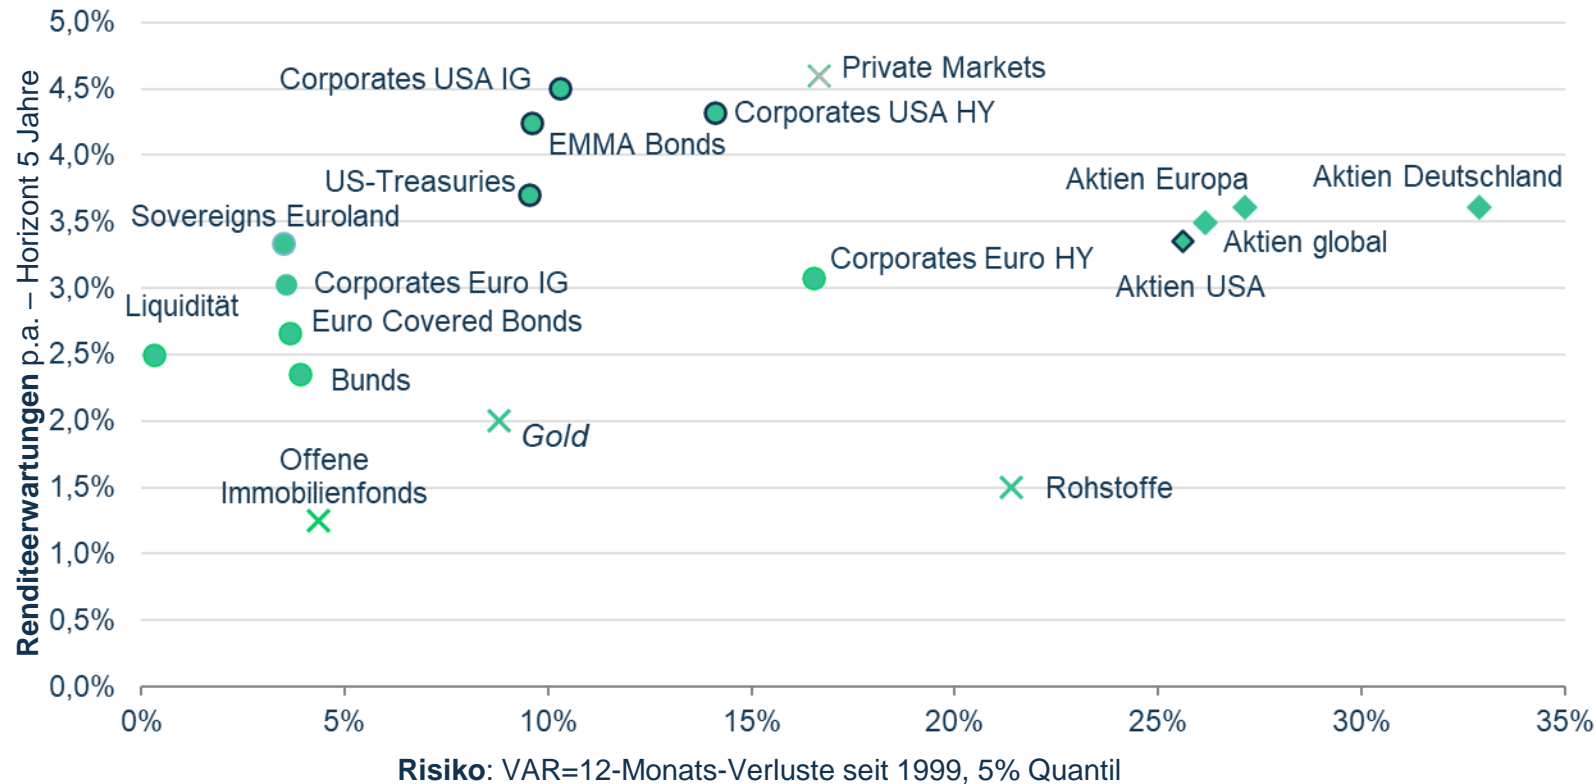 5,0%
4,5%
4,0%
3,5%
3,0%
2,5%
2,0%
1,5%
1,0%
0,5%
0,0%
Renditeerwartungen p.a. – Horizont 5 Jahre
Private Markets
Corporates USA IG
Corporates USA HY
EMMA Bonds
US-Treasuries
Aktien Europa
Aktien Deutschland
Sovereigns Euroland
Aktien global
Corporates Euro HY
Corporates Euro IG
Aktien USA
Liquidität
Euro Covered Bonds
Bunds
Gold
Offene
Immobilienfonds
Rohstoffe
0%
5%
10%
15%
20%
25%
30%
35%
Risiko: VAR=12-Monats-Verluste seit 1999, 5% Quantil